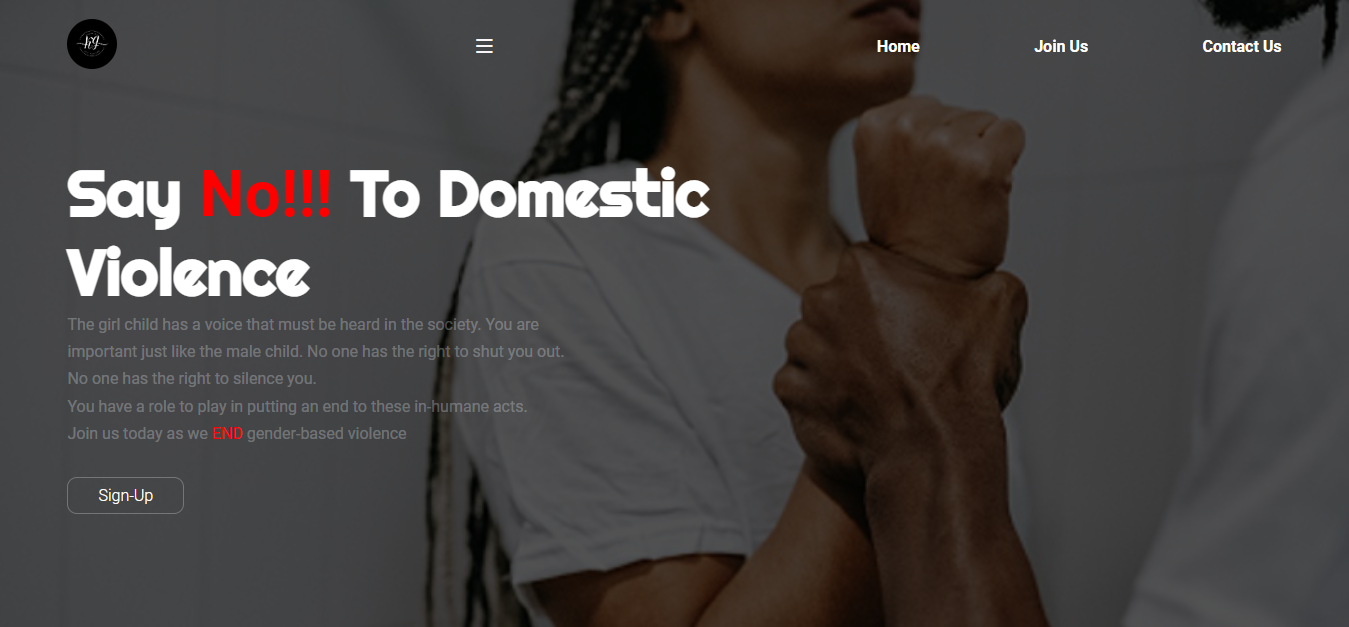 Home Join Us Contact Us
Say No!!! To Domestic
Violence
The girl child has a voice that must be heard in the society. You are
important just like the male child. No one has the right to shut you out.
No one has the right to silence you.
You have a role to play in putting an end to these in-humane acts.
Join us today as we END gender-based violence
Sign-Up